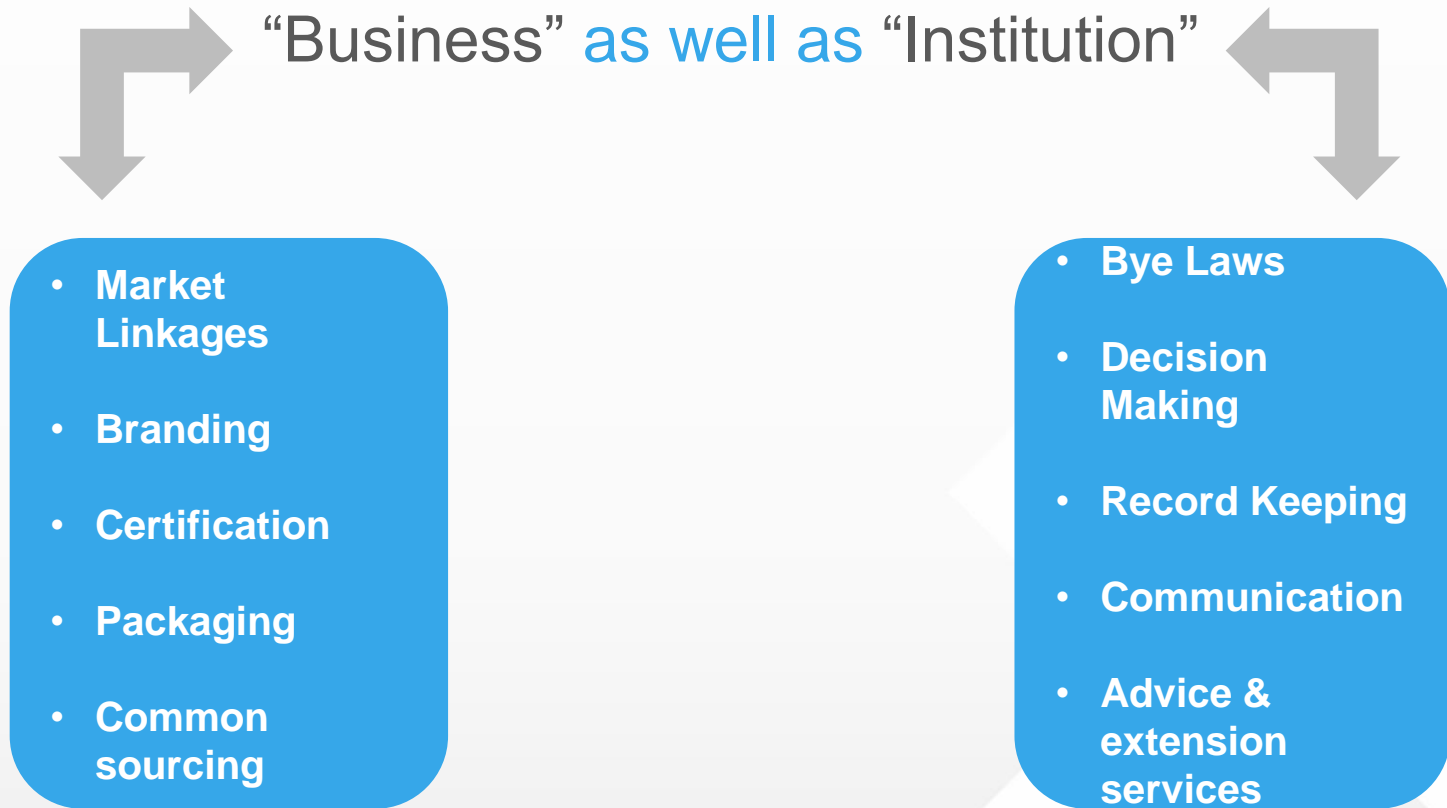 “Business” as well as “Institution”
• Market
Linkages
• Branding
• Certification
• Packaging
• Common
sourcing
• Bye Laws
• Decision
Making
• Record Keeping
• Communication
• Advice &
extension
services